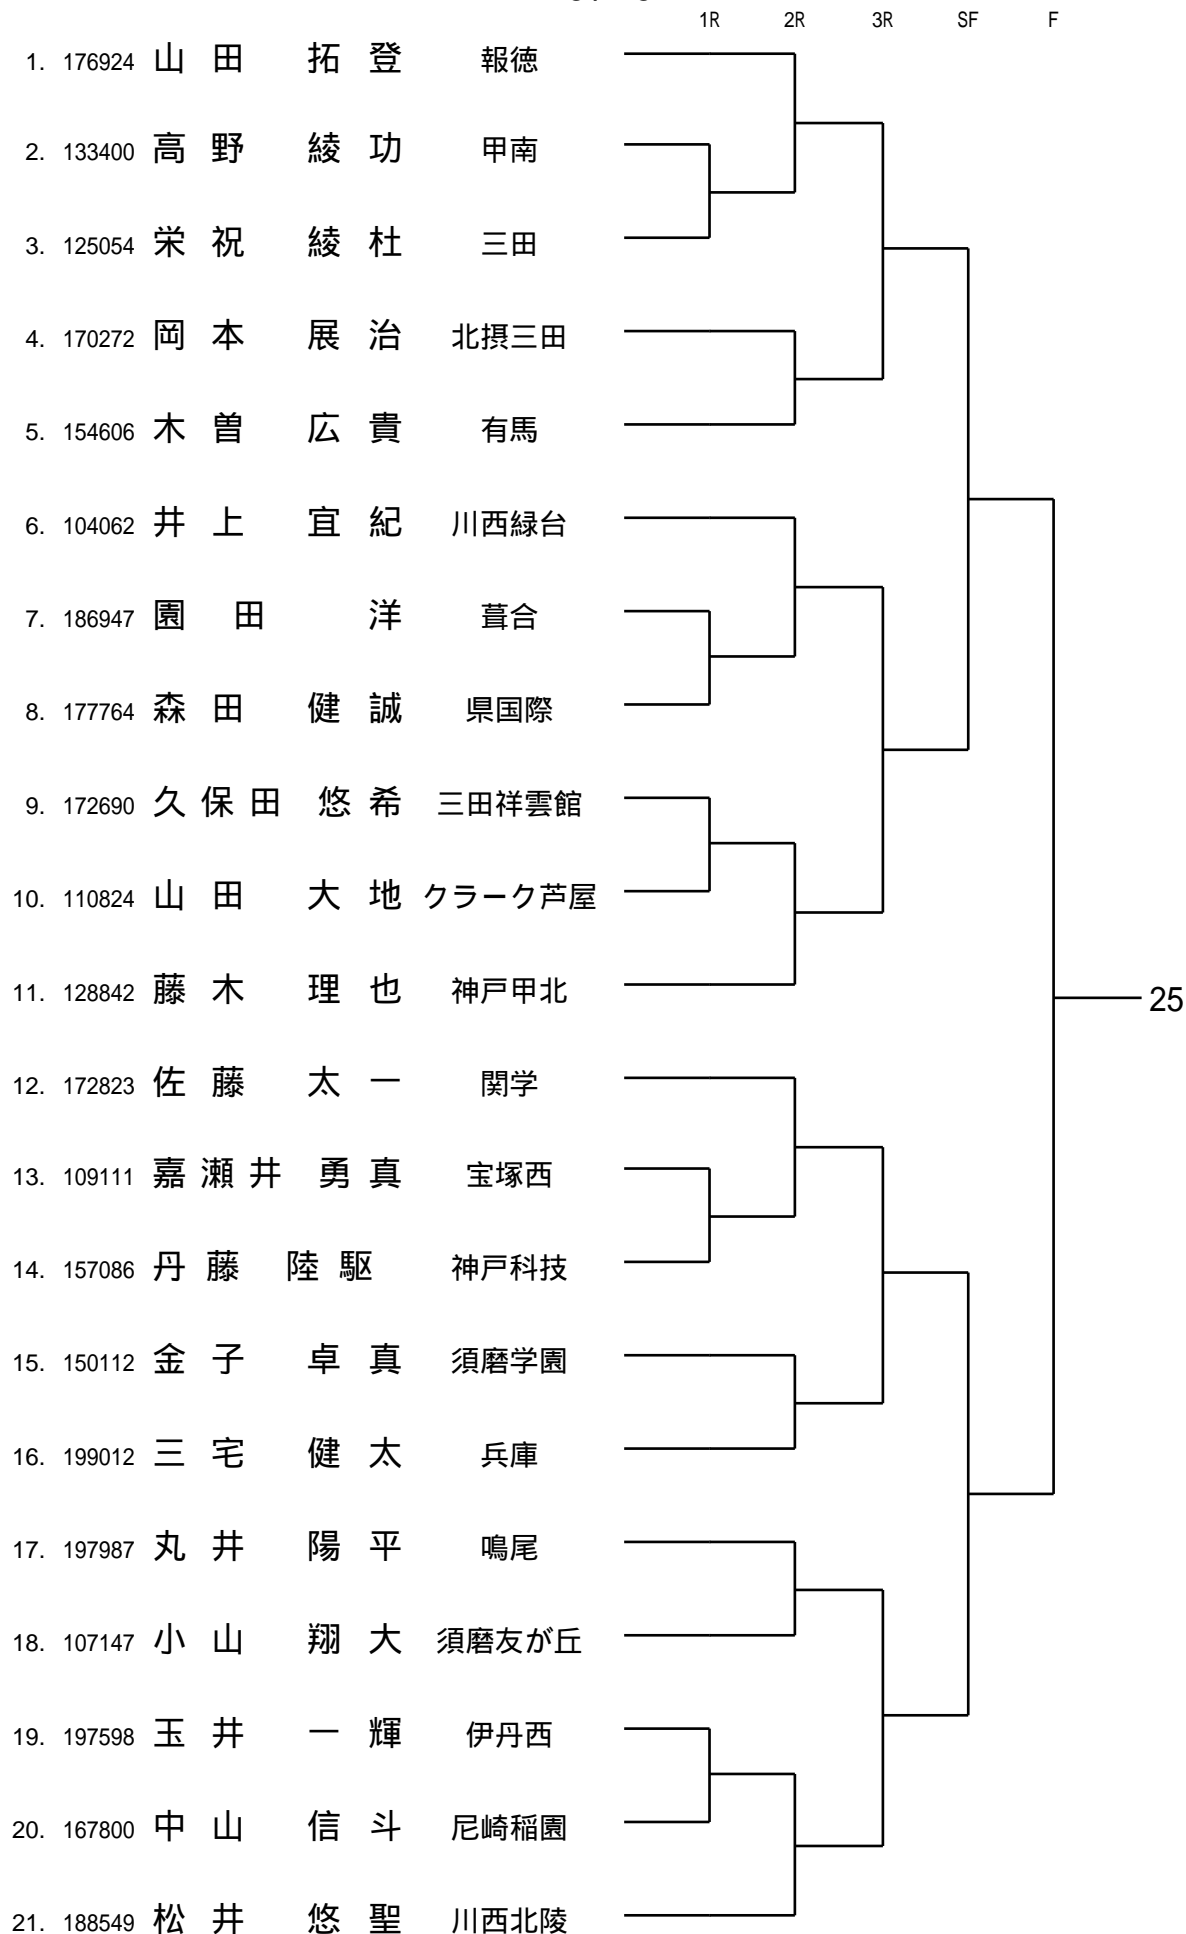 1R 2R 3R SF F
1. 176924 山田 拓登 報徳
2. 133400 高野 綾功 甲南
3. 125054 栄祝 綾杜 三田
4. 170272 岡本 展治 北摂三田
5. 154606 木曽 広貴 有馬
6. 104062 井上 宜紀 川西緑台
7. 186947 園田 洋 葺合
8. 177764 森田 健誠 県国際
9. 172690 久保田 悠希 三田祥雲館
10. 110824 山田 大地 クラーク芦屋
11. 128842 藤木 理也 神戸甲北
25
12. 172823 佐藤 太一 関学
13. 109111 嘉瀬井 勇真 宝塚西
14. 157086 丹藤 陸駆 神戸科技
15. 150112 金子 卓真 須磨学園
16. 199012 三宅 健太 兵庫
17. 197987 丸井 陽平 鳴尾
18. 107147 小山 翔大 須磨友が丘
19. 197598 玉井 一輝 伊丹西
20. 167800 中山 信斗 尼崎稲園
21. 188549 松井 悠聖 川西北陵